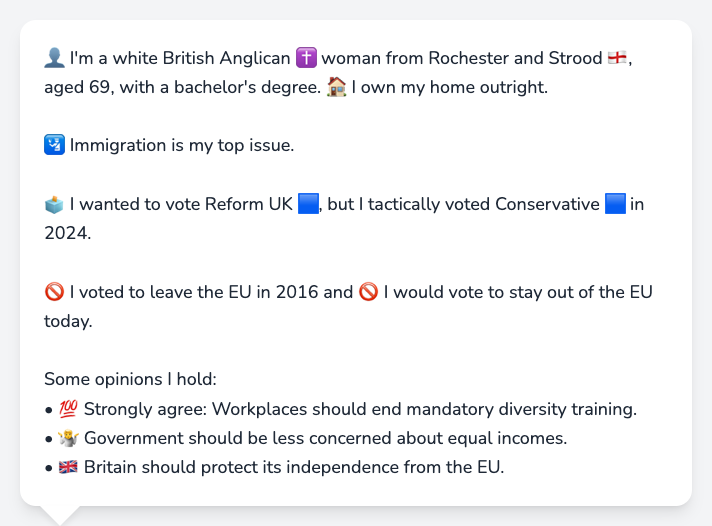 👤 I'm a white British Anglican ✝️ woman from Rochester and Strood 🏴󠁧󠁢󠁥󠁮󠁧󠁿,
aged 69, with a bachelor's degree. 🏠 I own my home outright.
🛂 Immigration is my top issue.
🗳️ I wanted to vote Reform UK 🟦, but I tactically voted Conservative 🟦 in
2024.
🚫 I voted to leave the EU in 2016 and 🚫 I would vote to stay out of the EU
today.
Some opinions I hold:
• 💯 Strongly agree: Workplaces should end mandatory diversity training.
• 🤷 Government should be less concerned about equal incomes.
• 🇬🇧 Britain should protect its independence from the EU.